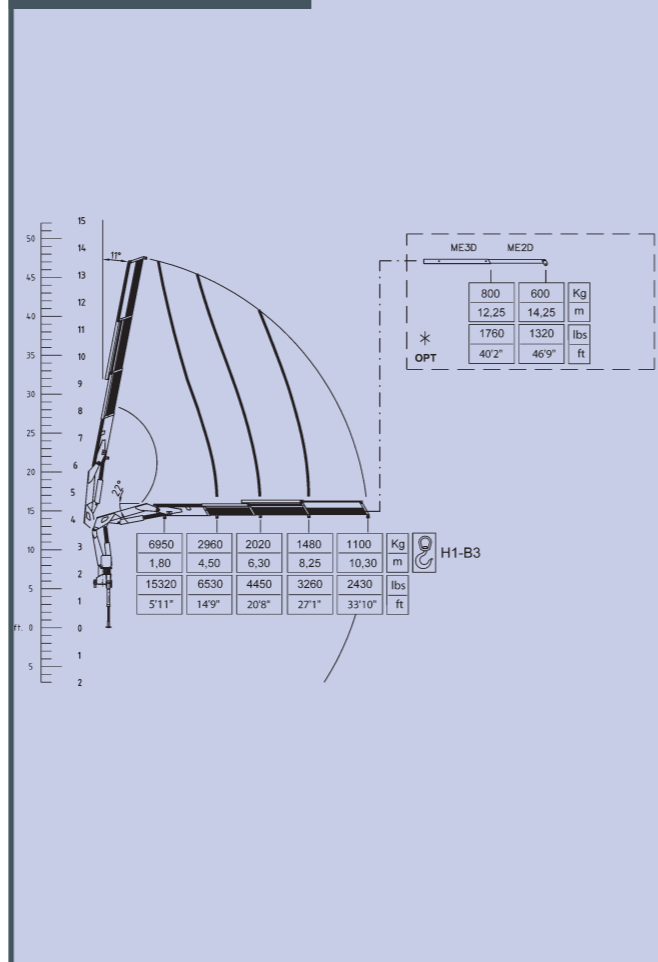 50
45
40
35
30
25
20
15
10
5
ft. 0
5
15
14
13
12
11
10
9
8
7
6
5
4
3
2
1
0
1
2
11°
22°
ME3D ME2D
800 600 Kg
12,25 14,25 m
1760 1320 lbs
40'2" 46'9" ft
*
OPT
6950 2960 2020 1480 1100 Kg
1,80 4,50 6,30 8,25 10,30 m
15320 6530 4450 3260 2430 lbs
5'11" 14'9" 20'8" 27'1" 33'10" ft
H1-B3